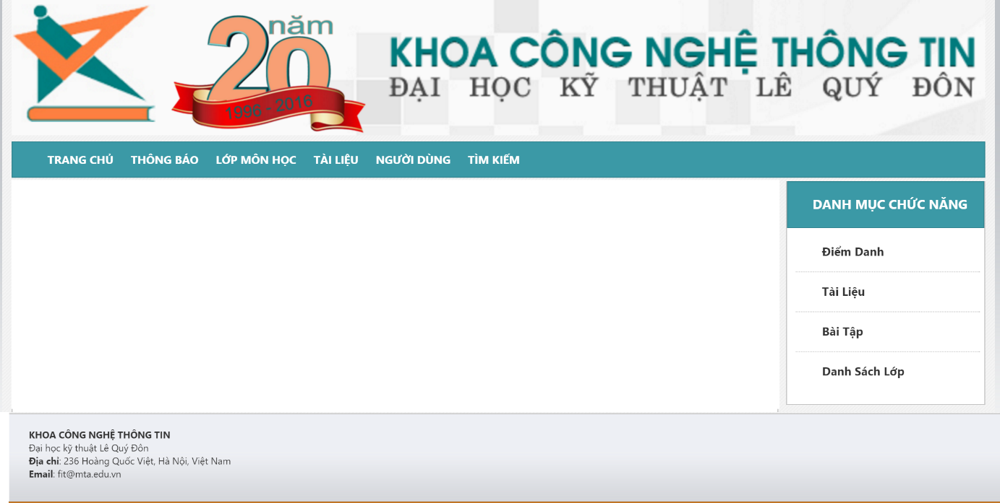 năm
20
1996 - 2016
KHOA CÔNG NGHỆ THÔNG TIN
ĐẠI HỌC KỸ THUẬT LÊ QUÝ ĐÔN
TRANG CHỦ THÔNG BÁO LỚP MÔN HỌC TÀI LIỆU NGƯỜI DÙNG TÌM KIẾM
DANH MỤC CHỨC NĂNG
Điểm Danh
Tài Liệu
Bài Tập
Danh Sách Lớp
KHOA CÔNG NGHỆ THÔNG TIN
Đại học kỹ thuật Lê Quý Đôn
Địa chỉ: 236 Hoàng Quốc Việt, Hà Nội, Việt Nam
Email: fit@mta.edu.vn